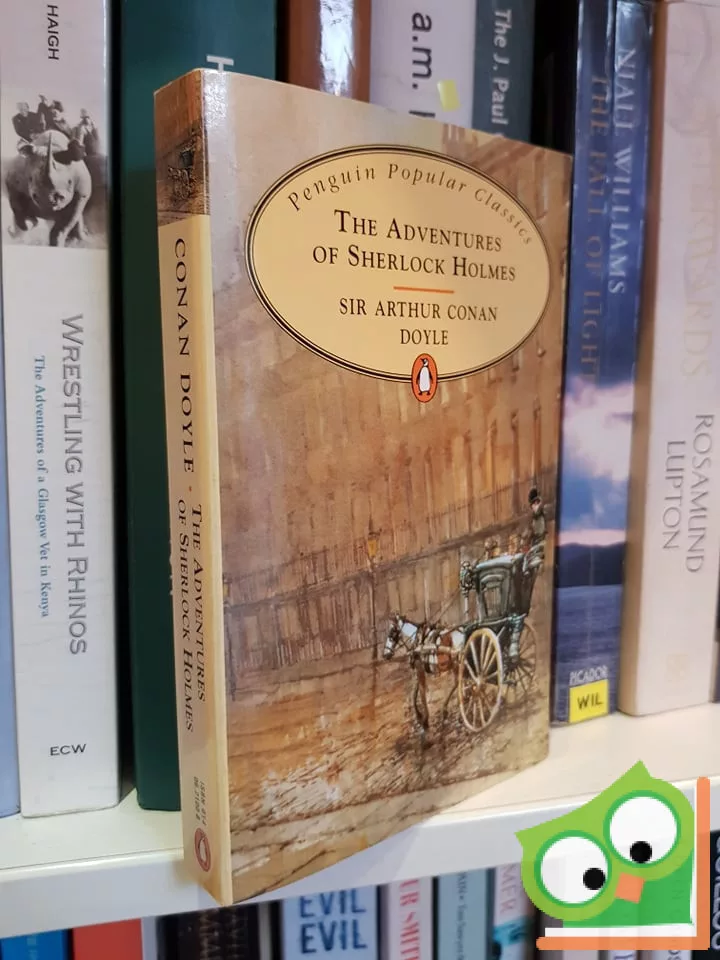 HAIGH
WRESTLING WITH RHINOS
The Adventures of a Glasgow Vet in Kenya
ECW
a.m.
The J. Paul
Penguin Popular Classics
THE ADVENTURES
OF SHERLOCK HOLMES
SIR ARTHUR CONAN
DOYLE
CONAN DOYLE · THE ADVENTURES
OF SHERLOCK HOLMES
NIALL WILLIAMS
THE FALL OF LIGHT
PICADOR
WIL
ROSAMUND
LUPTON
EVIL
EVIL